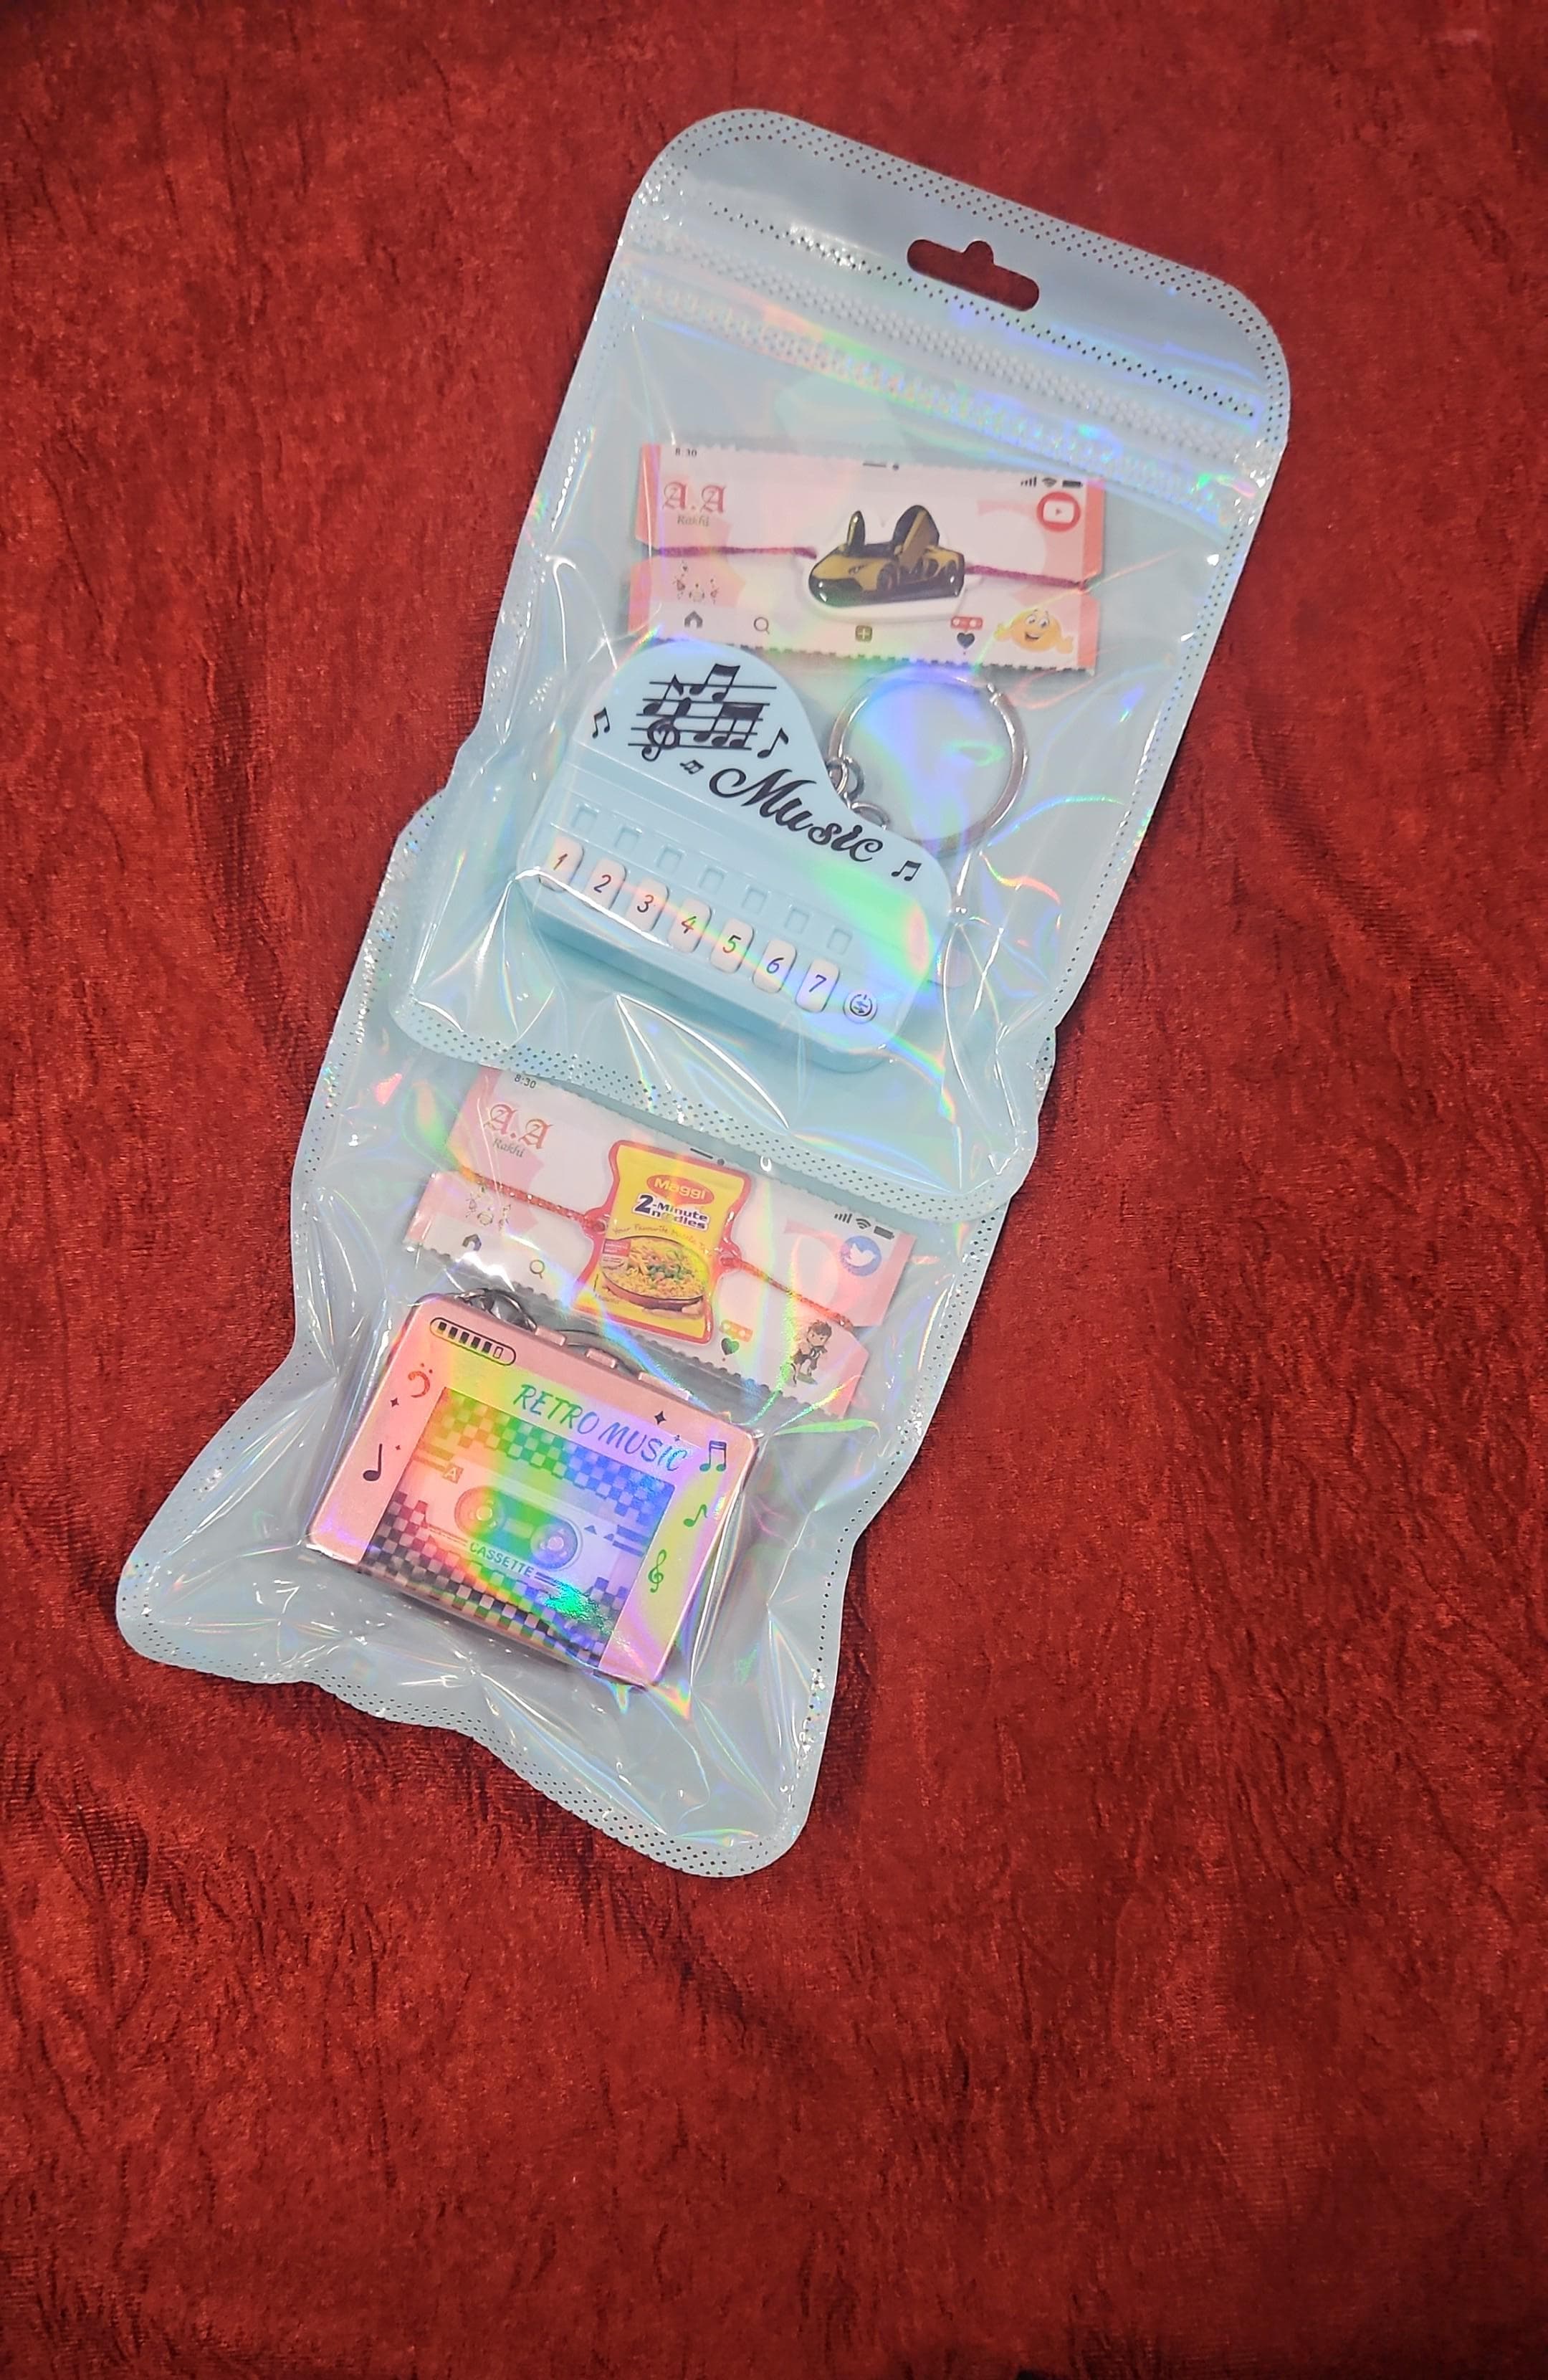 8:30
A.A
Rakhi
Music
1 2 3 4 5 6 7
8:30
A.A
Rakhi
Maggi
2-Minute
noodles
RETRO MUSIC
A
CASSETTE